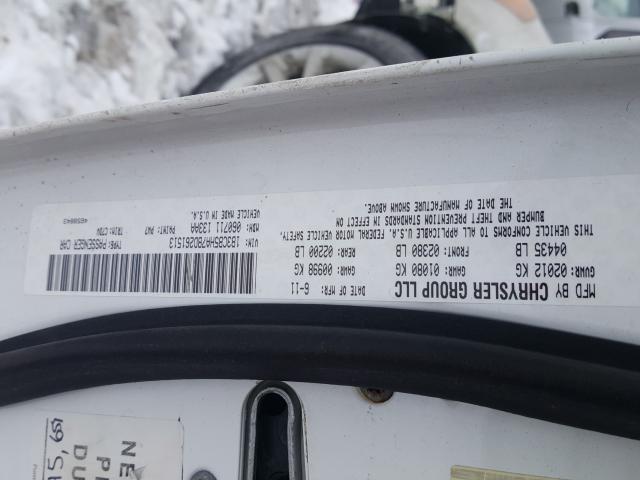 MFD BY CHRYSLER GROUP LLC
DATE OF MFR: 6-11
GVWR: 02012 KG
04435 LB
GAWR: 01080 KG
FRONT: 02380 LB
GAWR: 00998 KG
REAR: 02200 LB
THIS VEHICLE CONFORMS TO ALL APPLICABLE U.S.A. FEDERAL MOTOR VEHICLE SAFETY,
BUMPER AND THEFT PREVENTION STANDARDS IN EFFECT ON
THE DATE OF MANUFACTURE SHOWN ABOVE.
VIN: 1B3CB5HA7BD261513
TYPE: PASSENGER CAR
MDH: 060711 133AA
PAINT: PW7
TRIM: C7DV
VEHICLE MADE IN U.S.A.
4658643